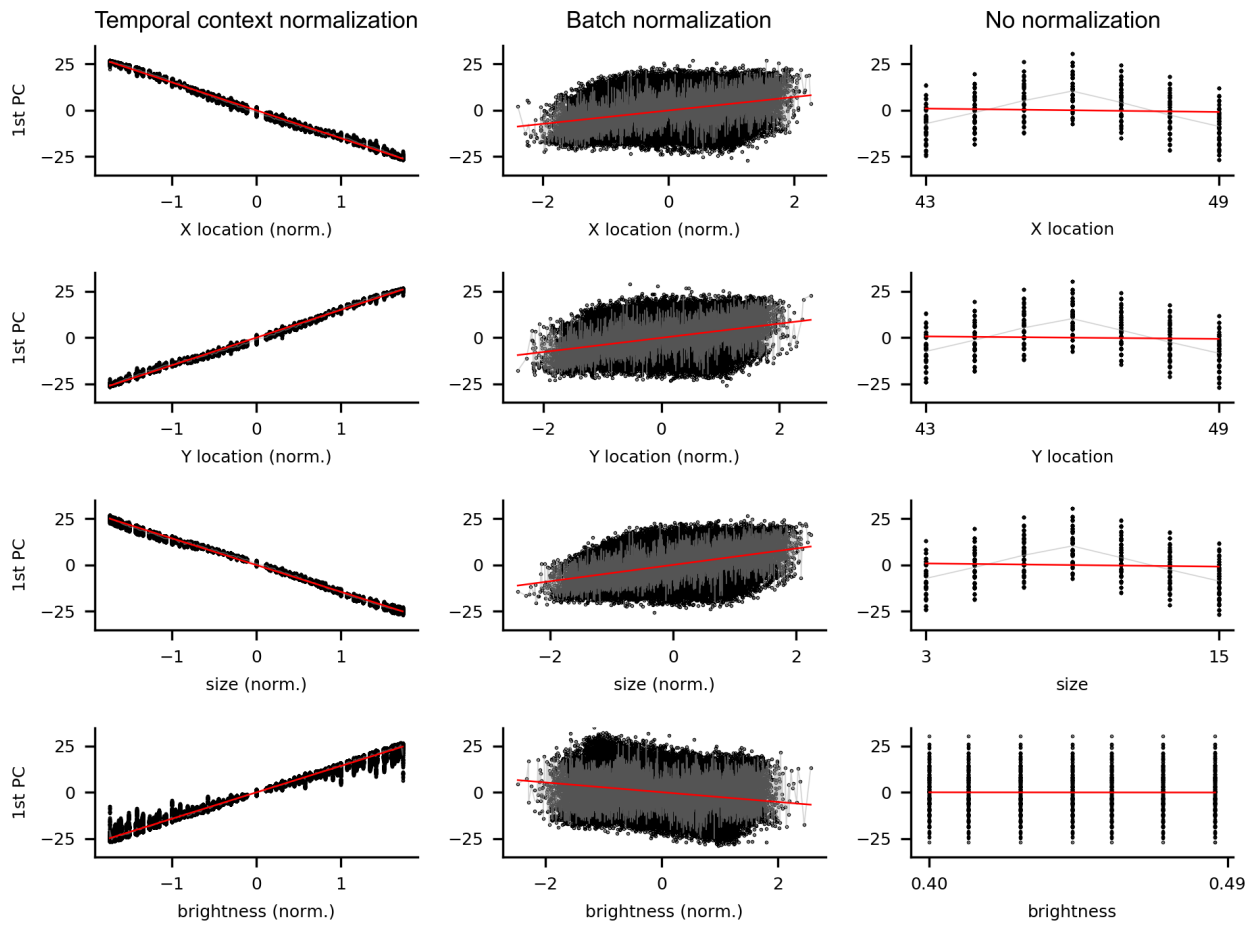 Temporal context normalization Batch normalization No normalization
1st PC 25 0 −25 25 0 −25 25 0 −25
−1 0 1 −2 0 2 43 49
X location (norm.) X location (norm.) X location
1st PC 25 0 −25 25 0 −25 25 0 −25
−1 0 1 −2 0 2 43 49
Y location (norm.) Y location (norm.) Y location
1st PC 25 0 −25 25 0 −25 25 0 −25
−1 0 1 −2 0 2 3 15
size (norm.) size (norm.) size
1st PC 25 0 −25 25 0 −25 25 0 −25
−1 0 1 −2 0 2 0.40 0.49
brightness (norm.) brightness (norm.) brightness